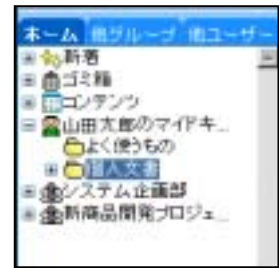 ホーム 他グループ 他ユーザー
新着
ゴミ箱
コンテンツ
山田太郎のマイドキ...
よく使うもの
個人文書
システム企画部
新商品開発プロジェ...